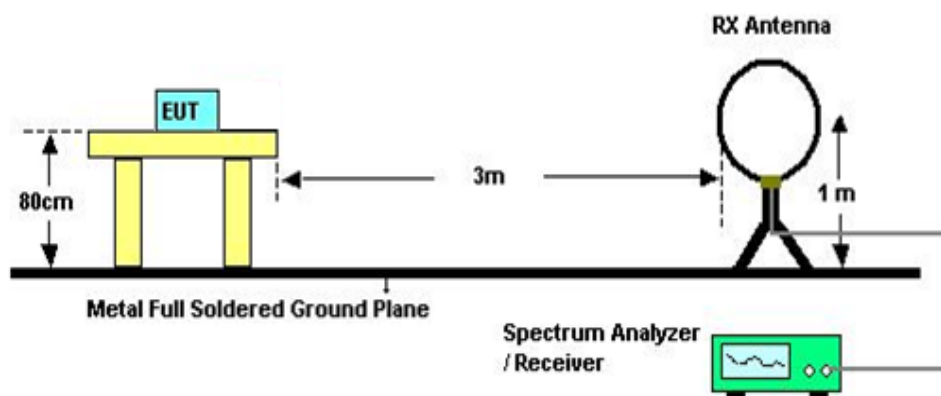 RX Antenna
EUT
3m
80cm
1 m
Metal Full Soldered Ground Plane
Spectrum Analyzer
/ Receiver